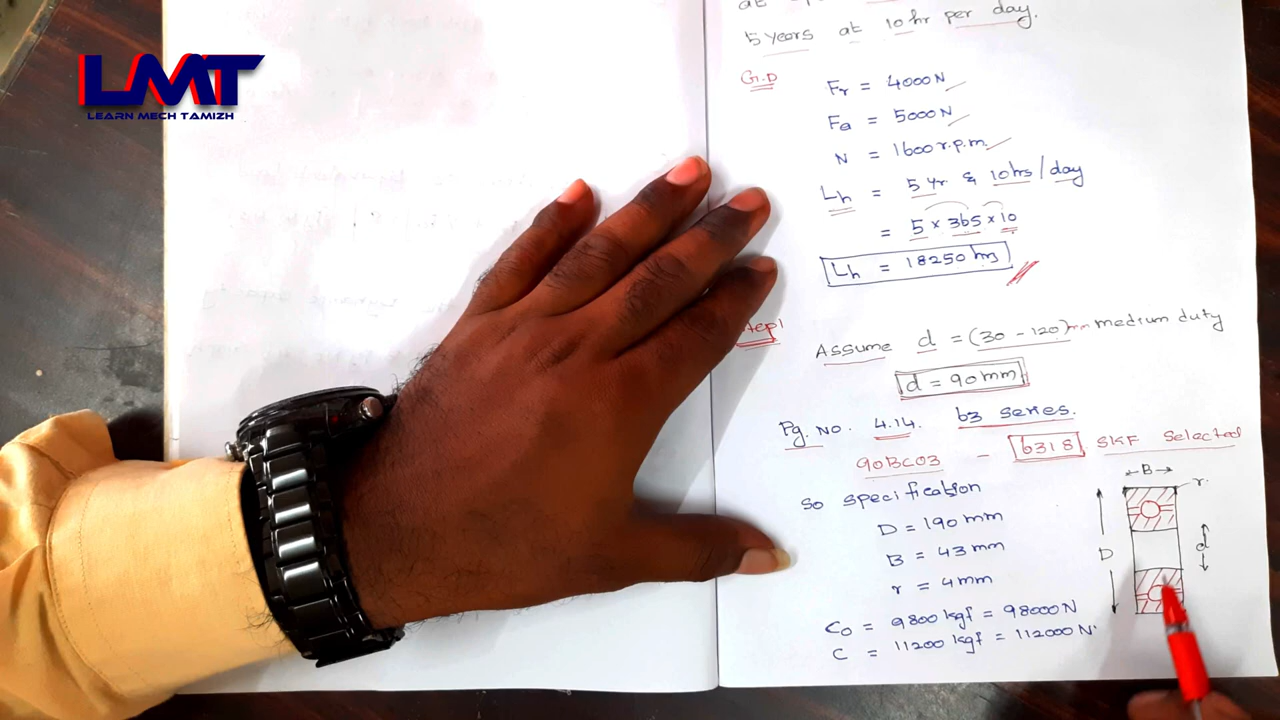 LMT
LEARN MECH TAMIZH
at
5 years at 10 hr per day.
G.D
Fr = 4000 N
Fa = 5000 N
N = 1600 r.p.m
Lh = 5 yr & 10 hrs / day
= 5 × 365 × 10
Lh = 18250 hrs
Step 1
Assume d = (30 - 120) mm medium duty
d = 90 mm
Pg. No. 4.14. 63 series.
90BC03 - 6318 SKF Selected
So specification
D = 190 mm
B = 43 mm
r = 4 mm
C0 = 9800 kgf = 98000 N
C = 11200 kgf = 112000 N
B
r.
D
d